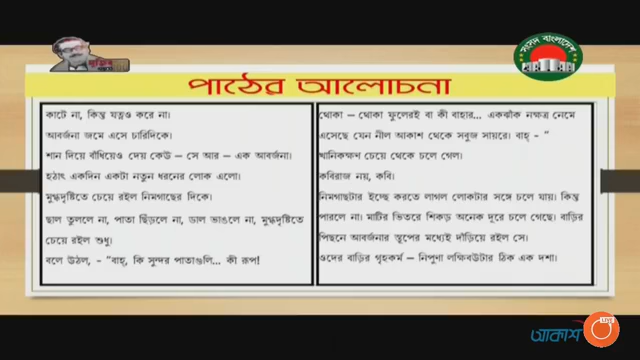 সংসদ বাংলাদেশ
পাঠের আলোচনা
কাটে না, কিন্তু যত্নও করে না।
আবর্জনা জমে এসে চারিদিকে।
শান দিয়ে বাঁধিয়েও দেয় কেউ – সে আর – এক আবর্জনা।
হঠাৎ একদিন একটা নতুন ধরনের লোক এলো।
মুগ্ধদৃষ্টিতে চেয়ে রইল নিমগাছের দিকে।
ছাল তুললে না, পাতা ছিঁড়লে না, ডাল ভাঙলে না, মুগ্ধদৃষ্টিতে
চেয়ে রইল শুধু।
বলে উঠল, - “বাহ্, কি সুন্দর পাতাগুলি... কী রূপ!
থোকা – থোকা ফুলেরই বা কী বাহার... একঝাঁক নক্ষত্র নেমে
এসেছে যেন নীল আকাশ থেকে সবুজ সায়রে। বাহ্ – “
খানিকক্ষণ চেয়ে থেকে চলে গেল।
কবিরাজ নয়, কবি।
নিমগাছটার ইচ্ছে করতে লাগল লোকটার সঙ্গে চলে যায়। কিন্তু
পারলে না। মাটির ভিতরে শিকড় অনেক দূরে চলে গেছে। বাড়ির
পিছনে আবর্জনার স্তূপের মধ্যেই দাঁড়িয়ে রইল সে।
ওদের বাড়ির গৃহকর্ম – নিপুণা লক্ষিবউটার ঠিক এক দশা।
আকাশ
LIVE